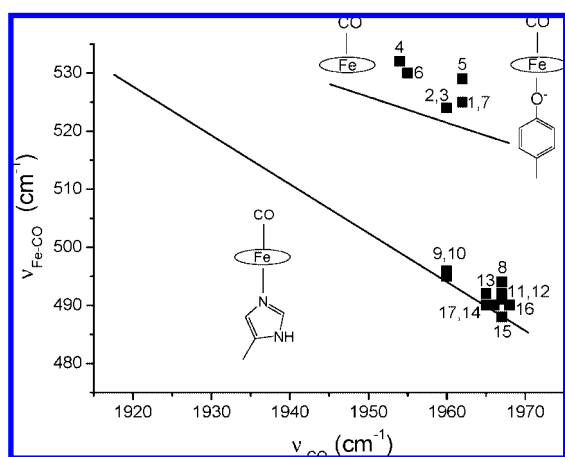 CO
CO
Fe
Fe
O-
4
6
5
2,3
1,7
530
520
510
500
490
480
νFe-CO (cm-1)
CO
Fe
N
NH
9,10
8
13
11,12
17,14
16
15
1920
1930
1940
1950
1960
1970
νCO (cm-1)